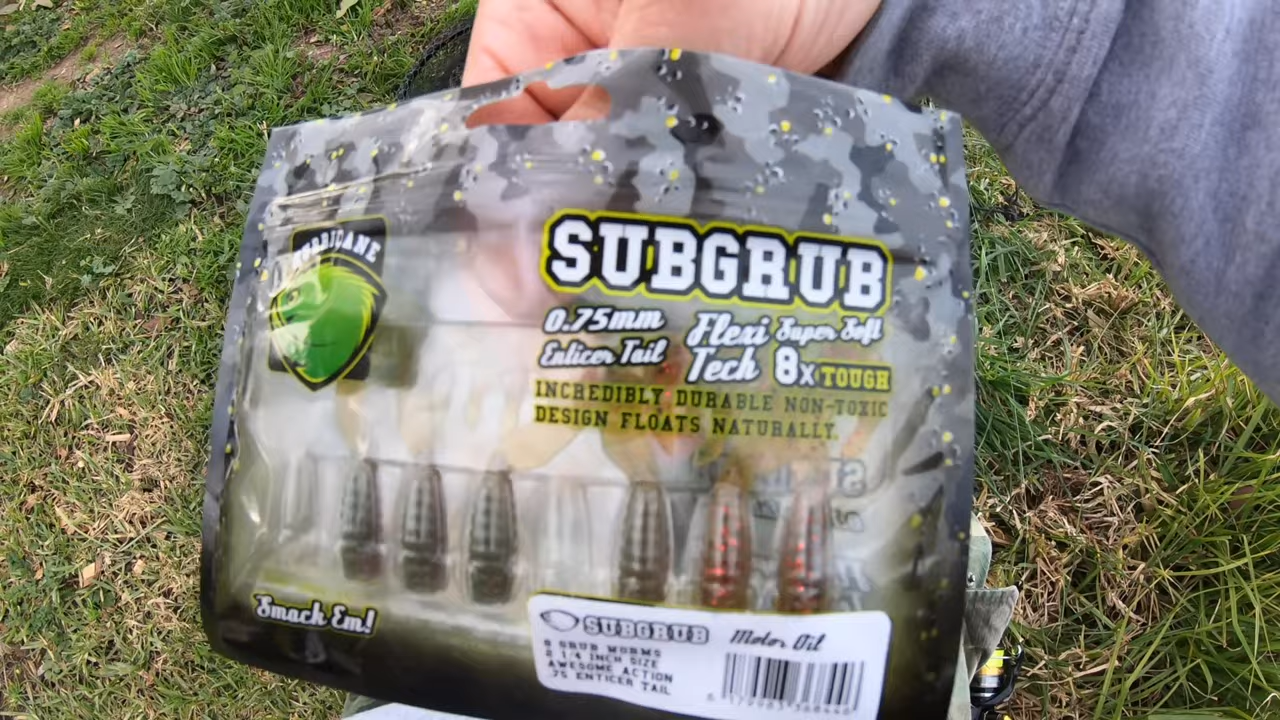 HURRICANE
SUBGRUB
0.75mm
Enticer Tail
Flexi
Tech
Super Soft
8x TOUGH
INCREDIBLY DURABLE NON-TOXIC
DESIGN FLOATS NATURALLY.
Smack Em!
SUBGRUB
Motor Oil
8 GRUB WORMS
2 1/4 INCH SIZE
AWESOME ACTION
.75 ENTICER TAIL